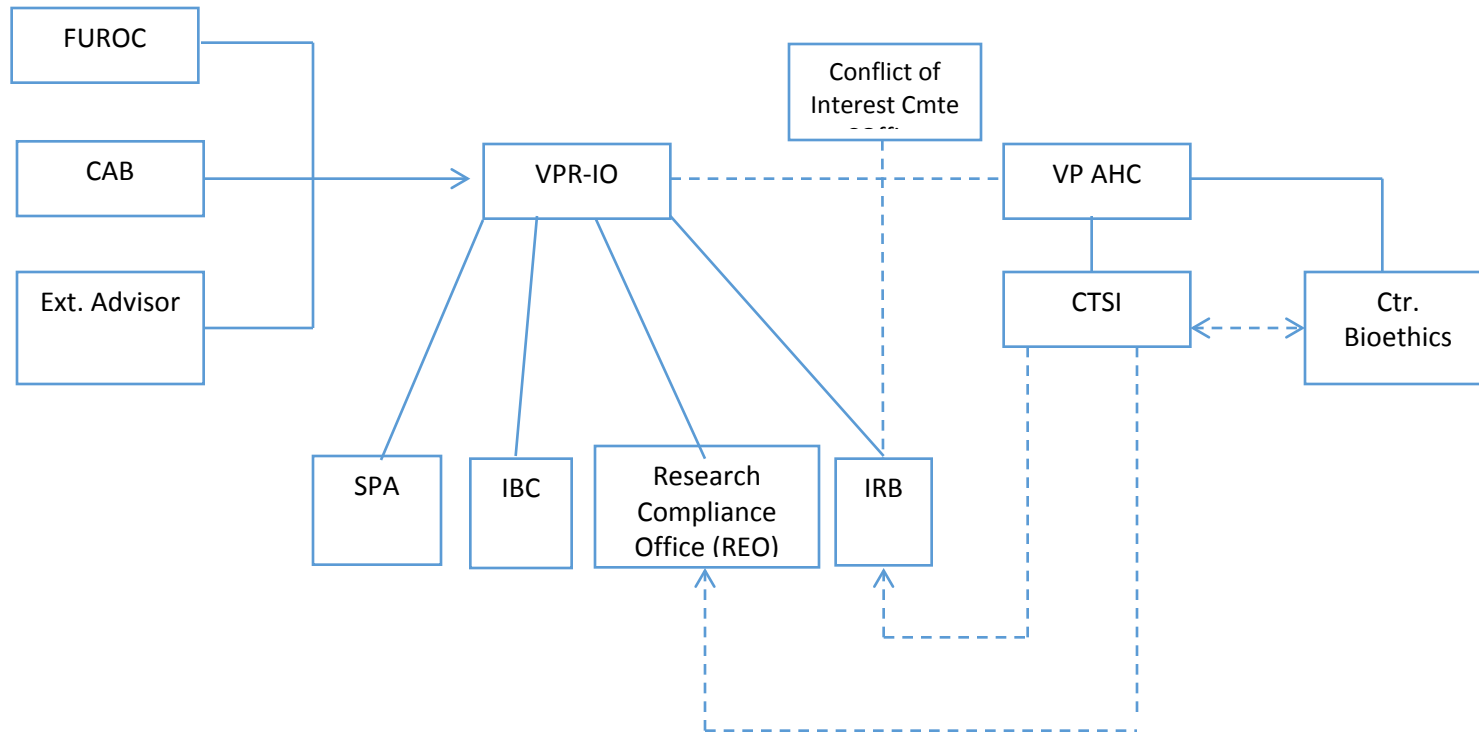 FUROC
Conflict of
Interest Cmte
CAB
VPR-IO
VP AHC
Ext. Advisor
CTSI
Ctr.
Bioethics
SPA
IBC
Research
Compliance
Office (REO)
IRB